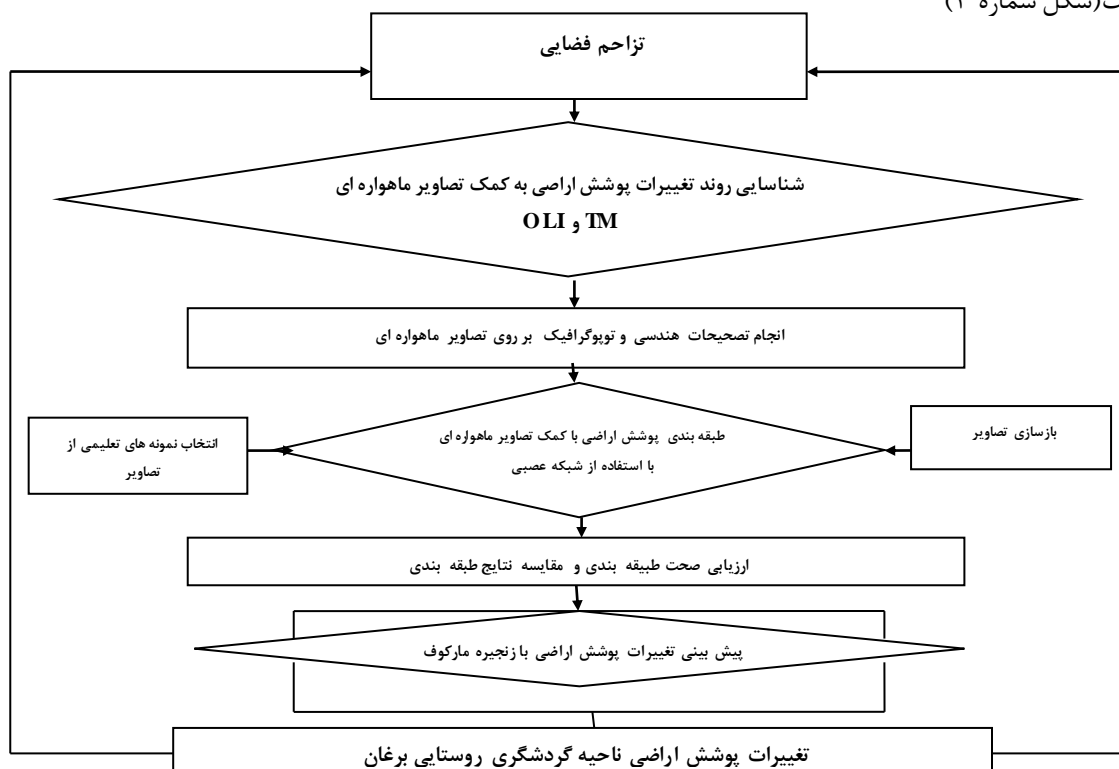 ت(شکل شماره ۳)
تزاحم فضایی
شناسایی روند تغییرات پوشش اراصی به کمک تصاویر ماهواره ای
TM و OLI
انجام تصحیحات هندسی و توپوگرافیک بر روی تصاویر ماهواره ای
بازسازی تصاویر
طبقه بندی پوشش اراضی با کمک تصاویر ماهواره ای
با استفاده از شبکه عصبی
انتخاب نمونه های تعلیمی از
تصاویر
ارزیابی صحت طبیقه بندی و مقایسه نتایج طبقه بندی
پیش بینی تغییرات پوشش اراضی با زنجیره مارکوف
تغییرات پوشش اراضی ناحیه گردشگری روستایی برغان